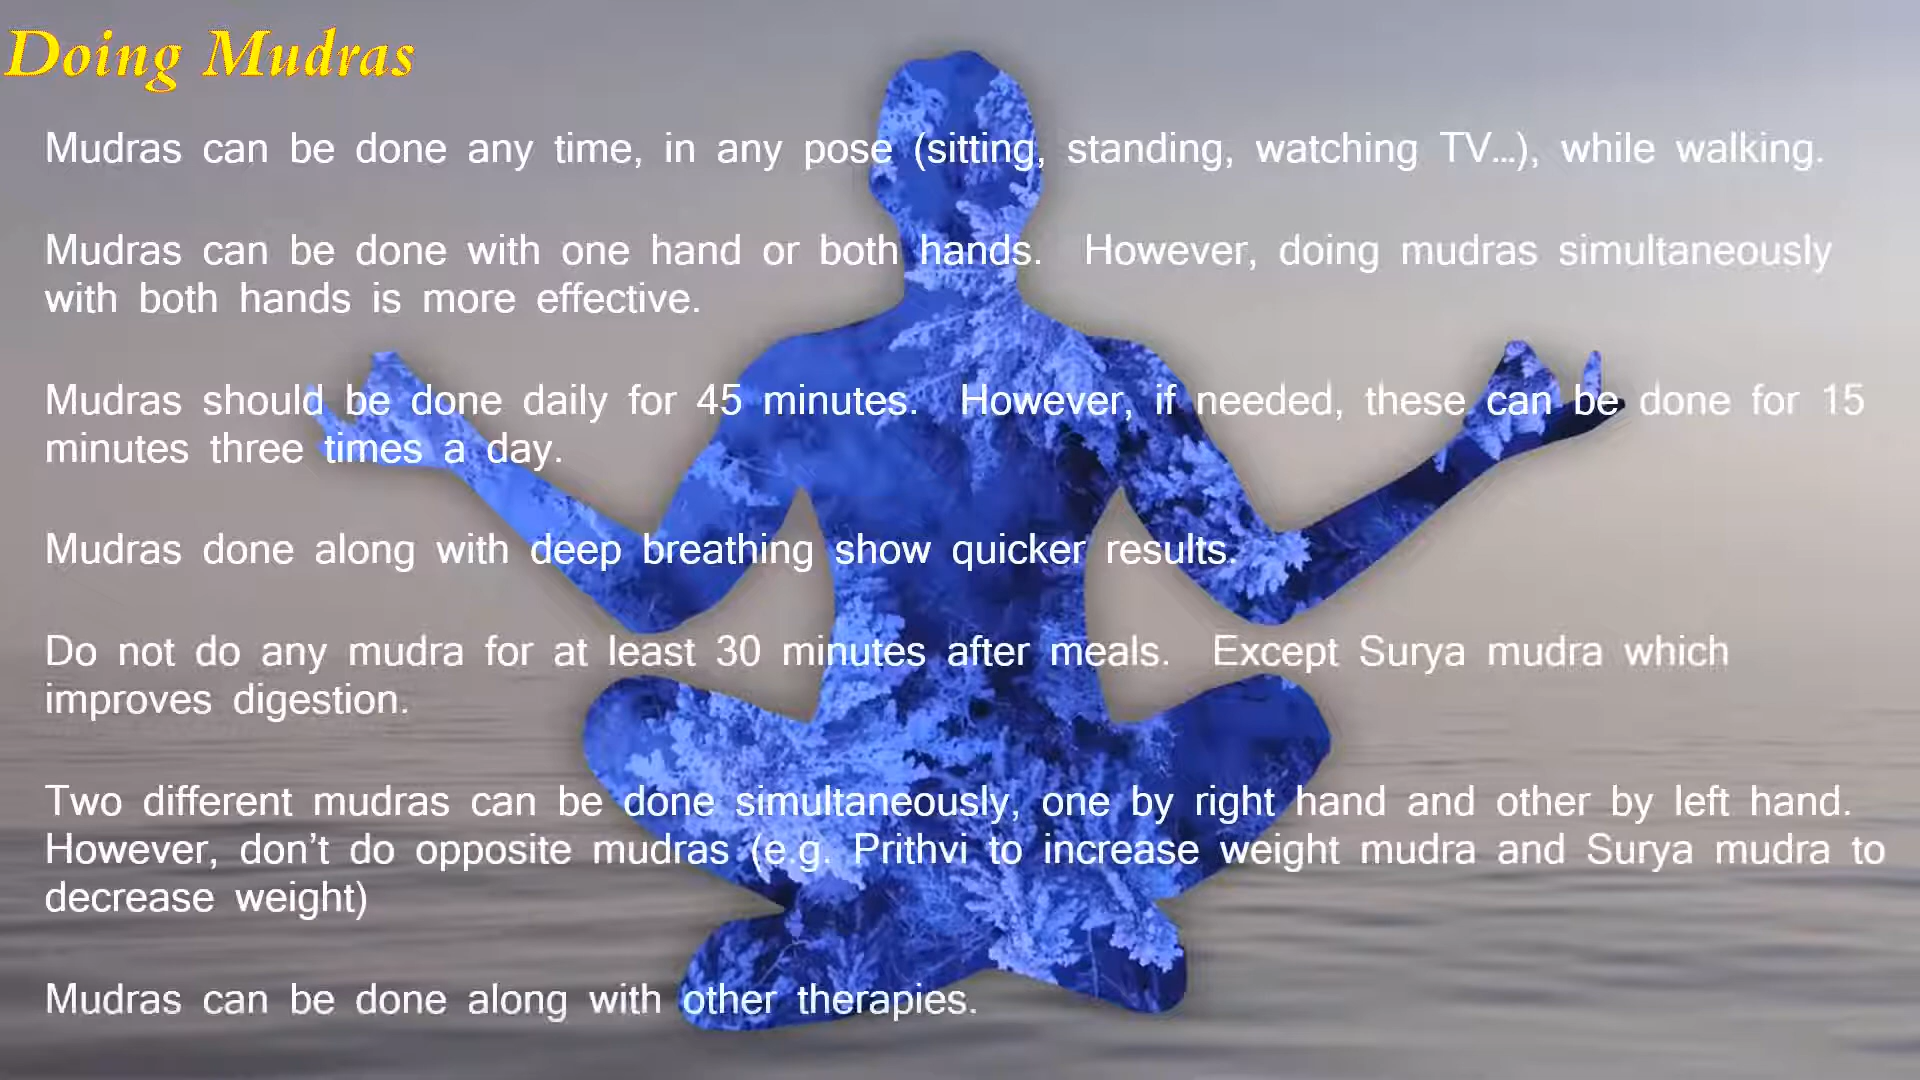 Doing Mudras
Mudras can be done any time, in any pose (sitting, standing, watching TV...), while walking.
Mudras can be done with one hand or both hands. However, doing mudras simultaneously
with both hands is more effective.
Mudras should be done daily for 45 minutes. However, if needed, these can be done for 15
minutes three times a day.
Mudras done along with deep breathing show quicker results.
Do not do any mudra for at least 30 minutes after meals. Except Surya mudra which
improves digestion.
Two different mudras can be done simultaneously, one by right hand and other by left hand.
However, don’t do opposite mudras (e.g. Prithvi to increase weight mudra and Surya mudra to
decrease weight)
Mudras can be done along with other therapies.